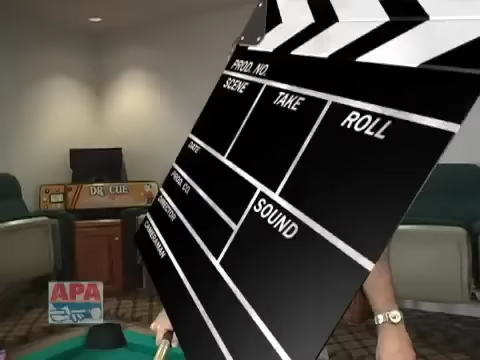 PROD. NO.
SCENE
TAKE
ROLL
DATE
SOUND
PROD. CO.
DIRECTOR
CAMERAMAN
DR. CUE
APA